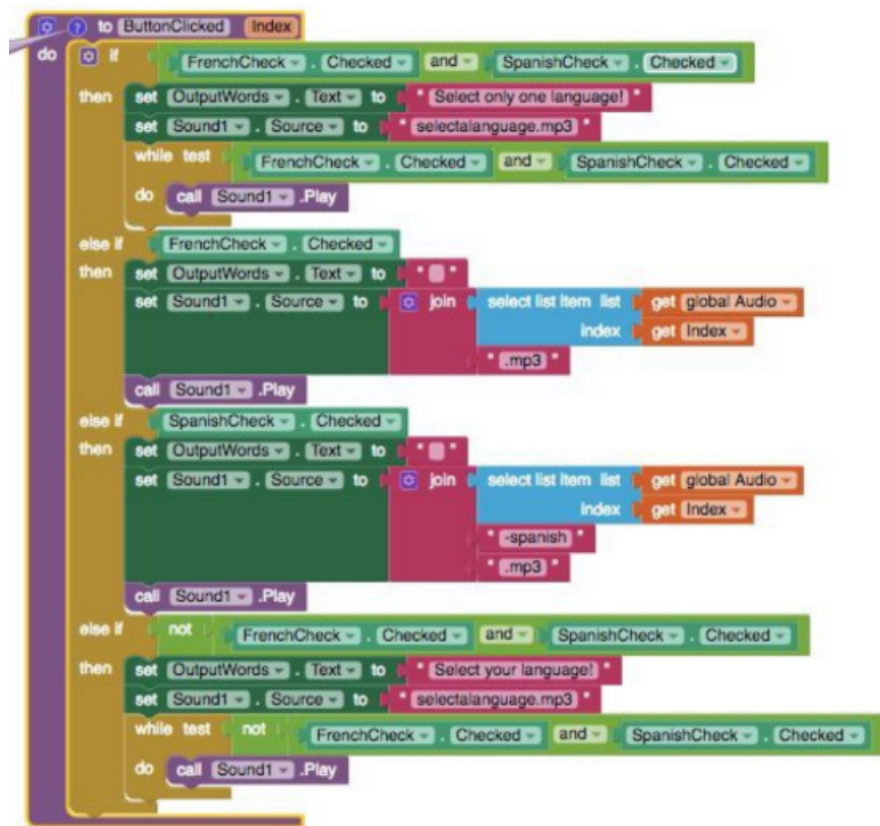 ? to ButtonClicked Index
do if FrenchCheck . Checked and SpanishCheck . Checked
then set OutputWords . Text to " Select only one language! "
set Sound1 . Source to " selectalanguage.mp3 "
while test FrenchCheck . Checked and SpanishCheck . Checked
do call Sound1 .Play
else if FrenchCheck . Checked
then set OutputWords . Text to " "
set Sound1 . Source to join select list item list get global Audio
index get Index
" .mp3 "
call Sound1 .Play
else if SpanishCheck . Checked
then set OutputWords . Text to " "
set Sound1 . Source to join select list item list get global Audio
index get Index
" -spanish "
" .mp3 "
call Sound1 .Play
else if not FrenchCheck . Checked and SpanishCheck . Checked
then set OutputWords . Text to " Select your language! "
set Sound1 . Source to " selectalanguage.mp3 "
while test not FrenchCheck . Checked and SpanishCheck . Checked
do call Sound1 .Play